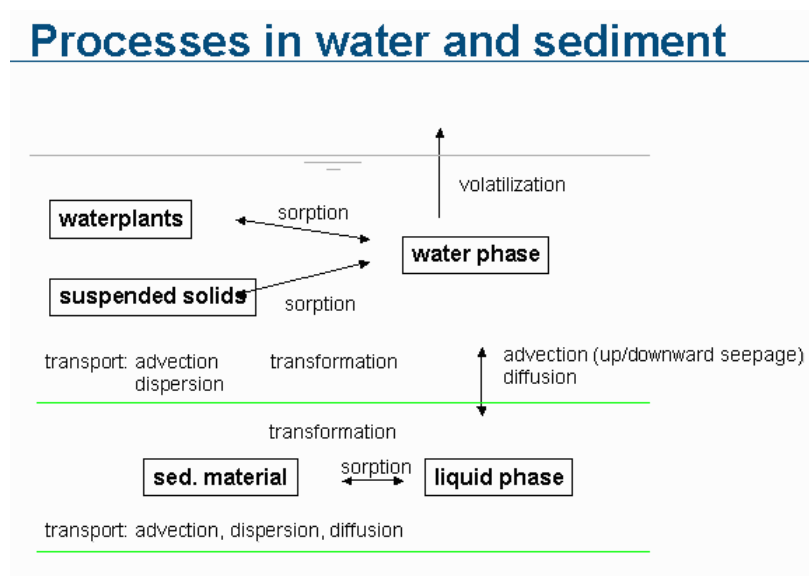 Processes in water and sediment
volatilization
waterplants
sorption
water phase
suspended solids
sorption
transport: advection
dispersion
transformation
advection (up/downward seepage)
diffusion
transformation
sed. material
sorption
liquid phase
transport: advection, dispersion, diffusion